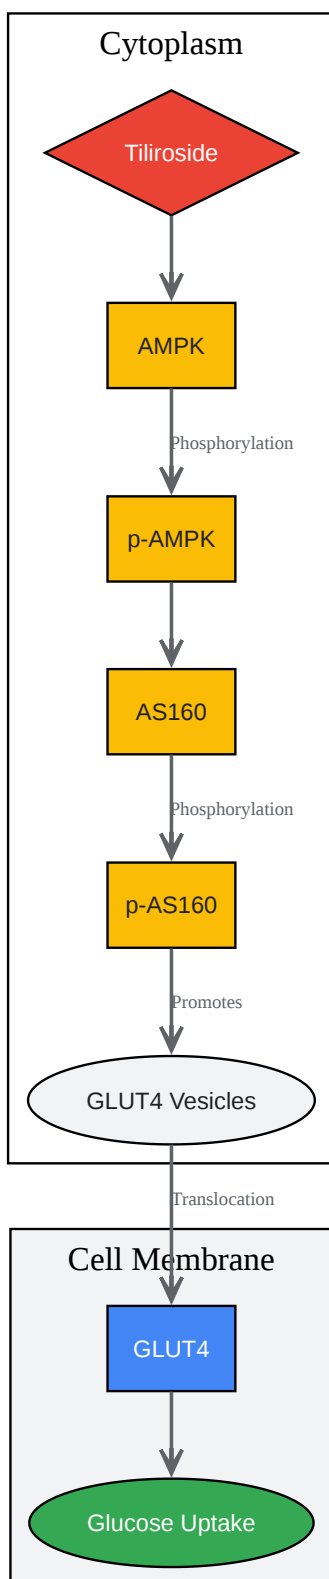 Cytoplasm
Tiliroside
AMPK
Phosphorylation
p-AMPK
AS160
Phosphorylation
p-AS160
Promotes
GLUT4 Vesicles
Translocation
Cell Membrane
GLUT4
Glucose Uptake